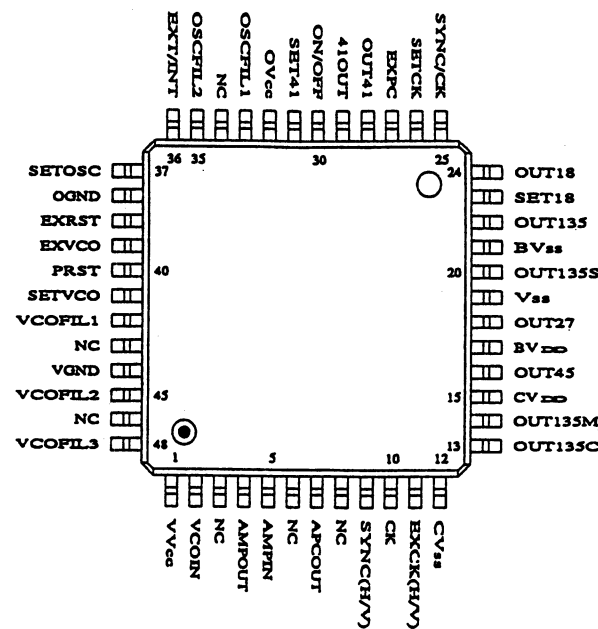 EXT/INT
OSCFIL2
NC
OSCFIL1
OVcc
SET41
ON/OFF
41OUT
OUT41
EXPC
SETCK
SYNC/CK
36 35 30 25
SETOSC 37 24 OUT18
OGND SET18
EXRST OUT135
EXVCO BVss
PRST 40 20 OUT135S
SETVCO Vss
VCOFIL1 OUT27
NC BVDD
VGND OUT45
VCOFIL2 45 15 CVDD
NC OUT135M
VCOFIL3 48 13 OUT135C
1 5 10 12
VVcc
VCOIN
NC
AMPOUT
AMPIN
NC
APCOUT
NC
SYNC(H/V)
CK
EXCK(H/V)
CVss